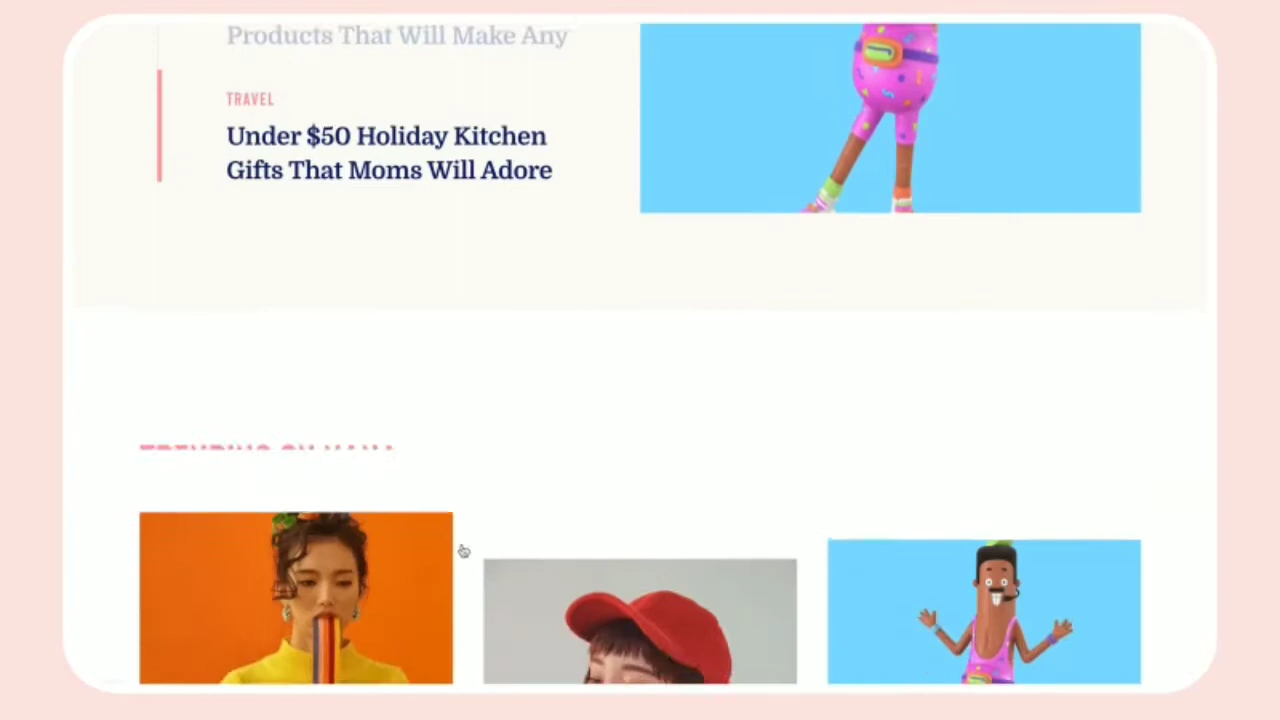 Products That Will Make Any
TRAVEL
Under $50 Holiday Kitchen
Gifts That Moms Will Adore